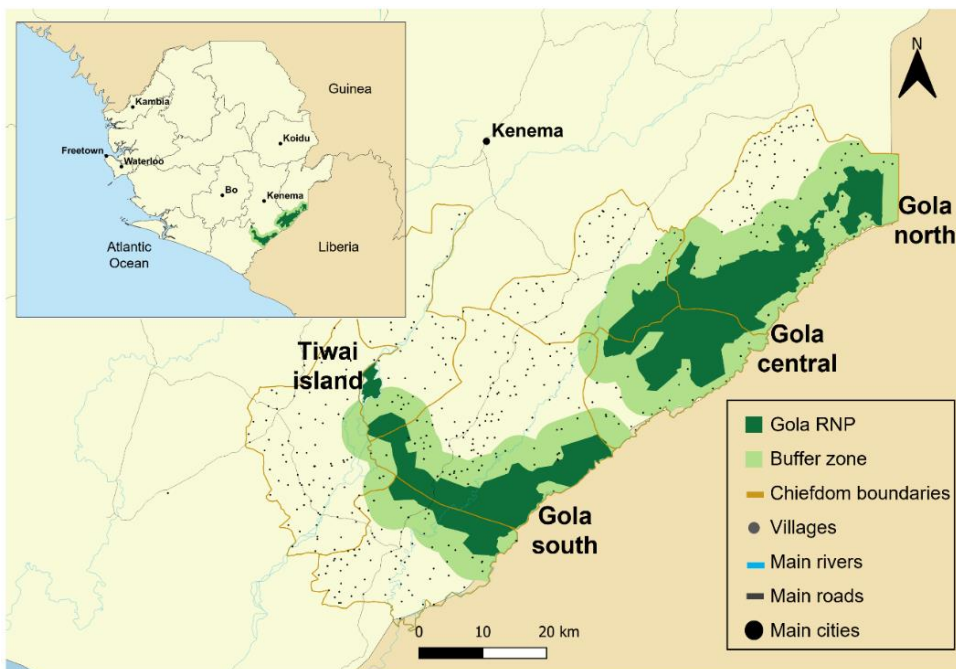 Guinea
Kambia
Koidu
Freetown
Waterloo
Bo
Kenema
Atlantic
Ocean
Liberia
N
Kenema
Gola
north
Gola
central
Tiwai
island
Gola
south
Gola RNP
Buffer zone
Chiefdom boundaries
Villages
Main rivers
Main roads
Main cities
0 10 20 km